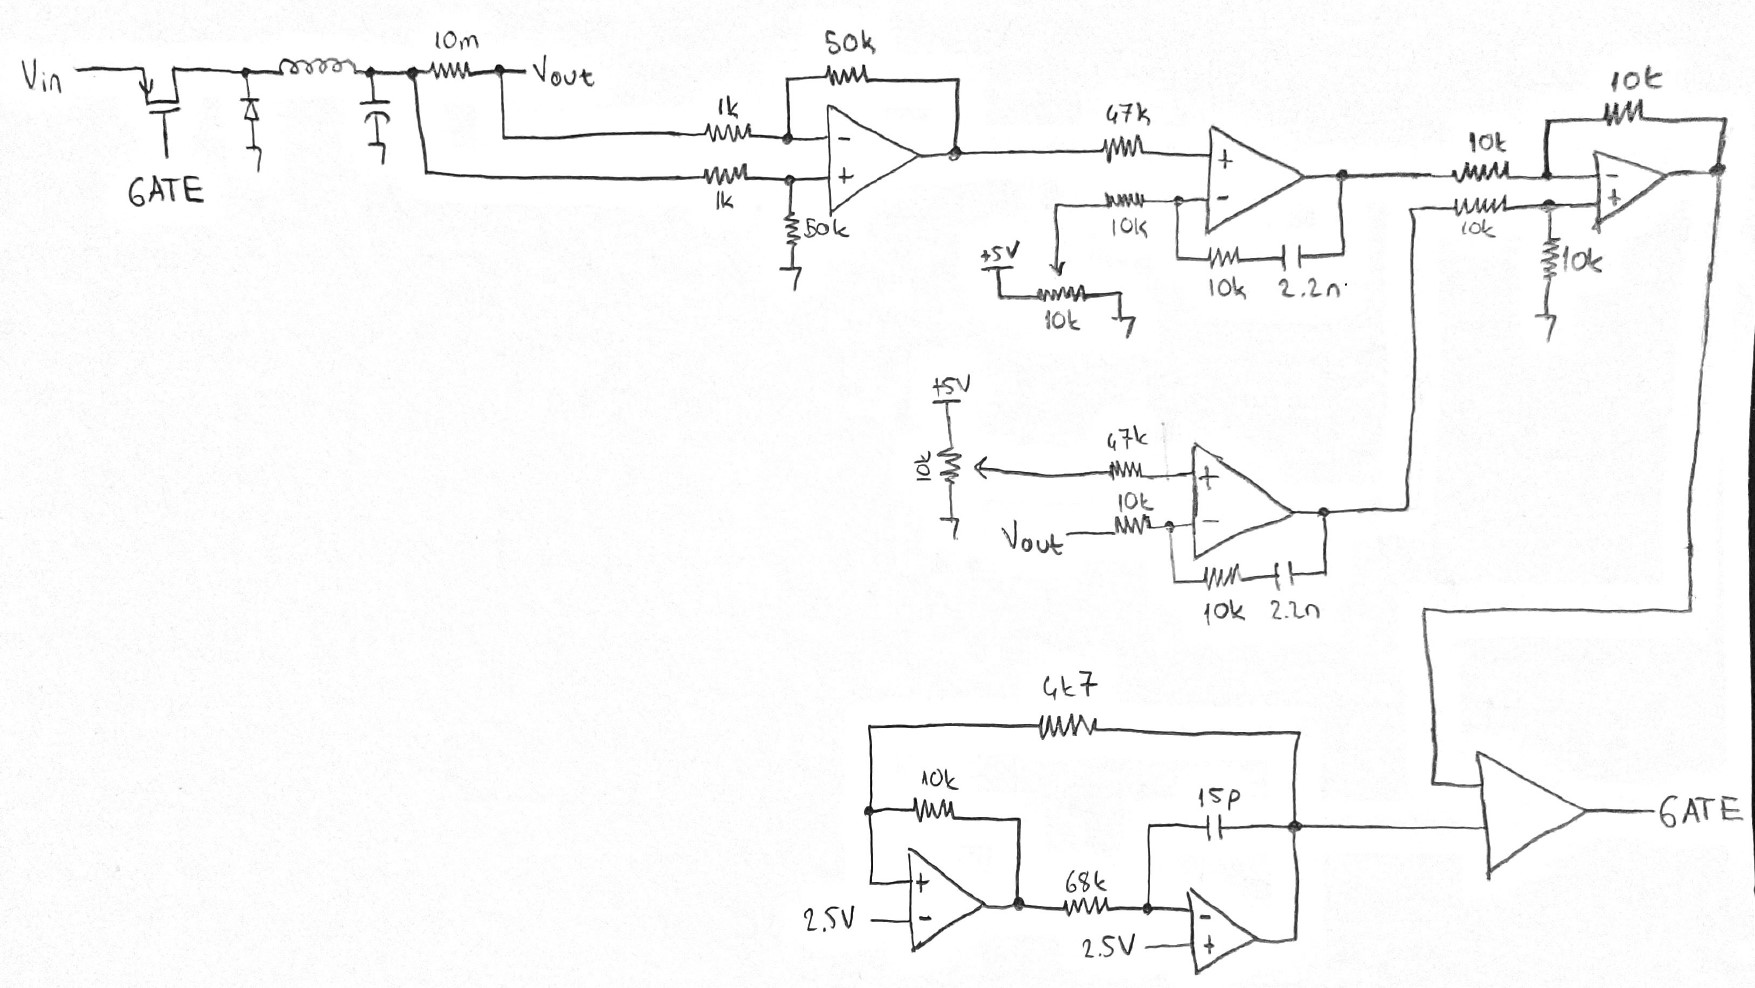 10m
Vin
Vout
GATE
50k
1k
-
+
1k
50k
47k
+
-
10k
+5V
10k
10k
2.2n
10k
10k
-
+
10k
10k
+5V
10k
47k
+
10k
-
Vout
10k
2.2n
4k7
10k
15p
+
68k
2.5V
-
-
2.5V
+
GATE